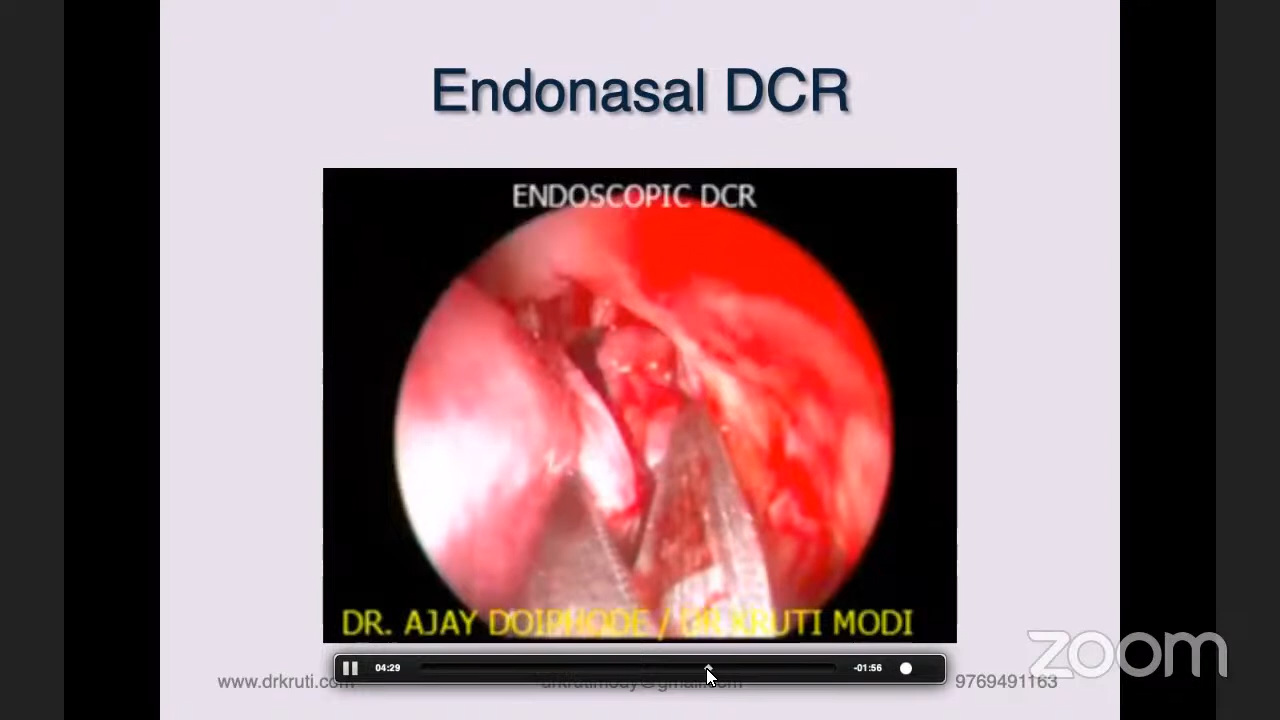 Endonasal DCR
ENDOSCOPIC DCR
DR. AJAY DOIPHODE / DR KRUTI MODI
04:29
-01:56
www.drkruti.com
9769491163
zoom